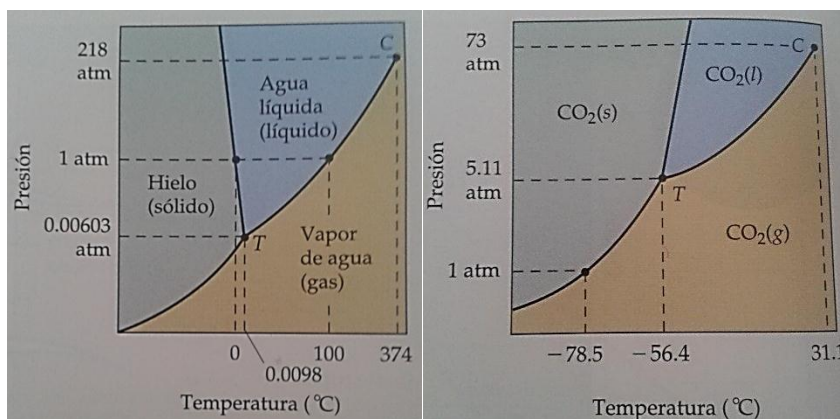 218
atm
C
Agua
líquida
(líquido)
1 atm
Hielo
(sólido)
Presión
0.00603
atm
T
Vapor
de agua
(gas)
0
100
374
0.0098
Temperatura (°C)
73
atm
C
CO₂(l)
CO₂(s)
Presión
5.11
atm
T
CO₂(g)
1 atm
−78.5
−56.4
Temperatura (°C)